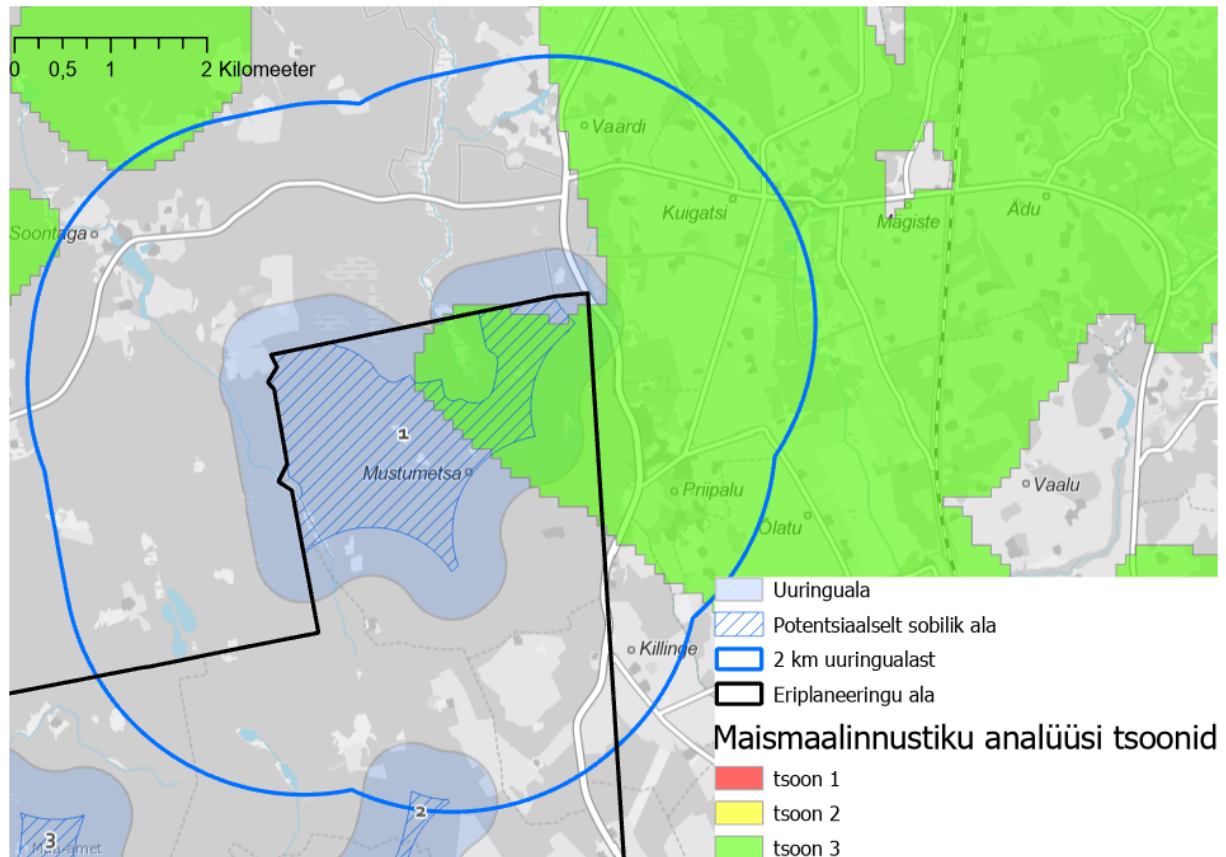 0 0,5 1 2 Kilomeeter
Vaardi
Kuigatsi
Mägiste
Ädu
Soontaga
1
Mustumetsa
Priipalu
Vaalu
Õlatu
Killinge
2
3
Maa-amet
Uuringuala
Potentsiaalselt sobilik ala
2 km uuringualast
Eriplaneeringu ala
Maismaalinnustiku analüüsi tsoonid
tsoon 1
tsoon 2
tsoon 3